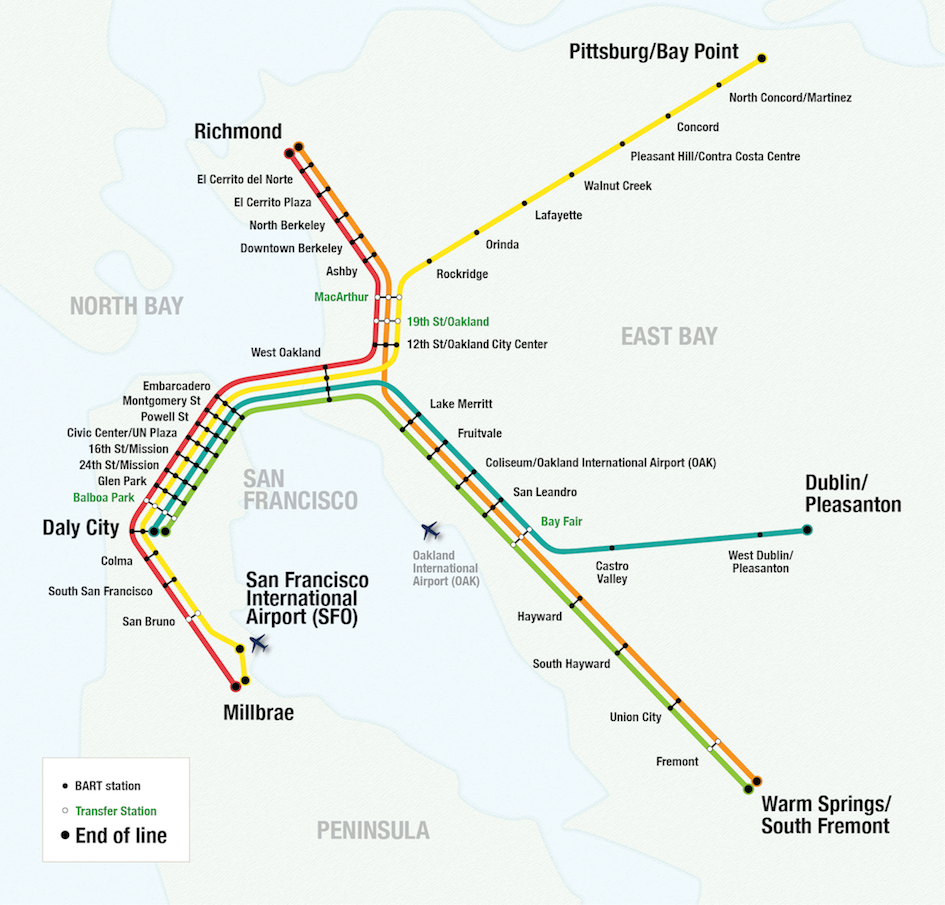 Pittsburg/Bay Point
North Concord/Martinez
Concord
Pleasant Hill/Contra Costa Centre
Walnut Creek
Lafayette
Orinda
Rockridge
Richmond
El Cerrito del Norte
El Cerrito Plaza
North Berkeley
Downtown Berkeley
Ashby
MacArthur
19th St/Oakland
12th St/Oakland City Center
NORTH BAY
EAST BAY
West Oakland
Embarcadero
Montgomery St
Powell St
Civic Center/UN Plaza
16th St/Mission
24th St/Mission
Glen Park
Balboa Park
Daly City
Colma
South San Francisco
San Bruno
SAN
FRANCISCO
San Francisco
International
Airport (SFO)
Millbrae
Lake Merritt
Fruitvale
Coliseum/Oakland International Airport (OAK)
San Leandro
Bay Fair
Oakland
International
Airport (OAK)
Dublin/
Pleasanton
Castro
Valley
West Dublin/
Pleasanton
Hayward
South Hayward
Union City
Fremont
Warm Springs/
South Fremont
PENINSULA
BART station
Transfer Station
End of line